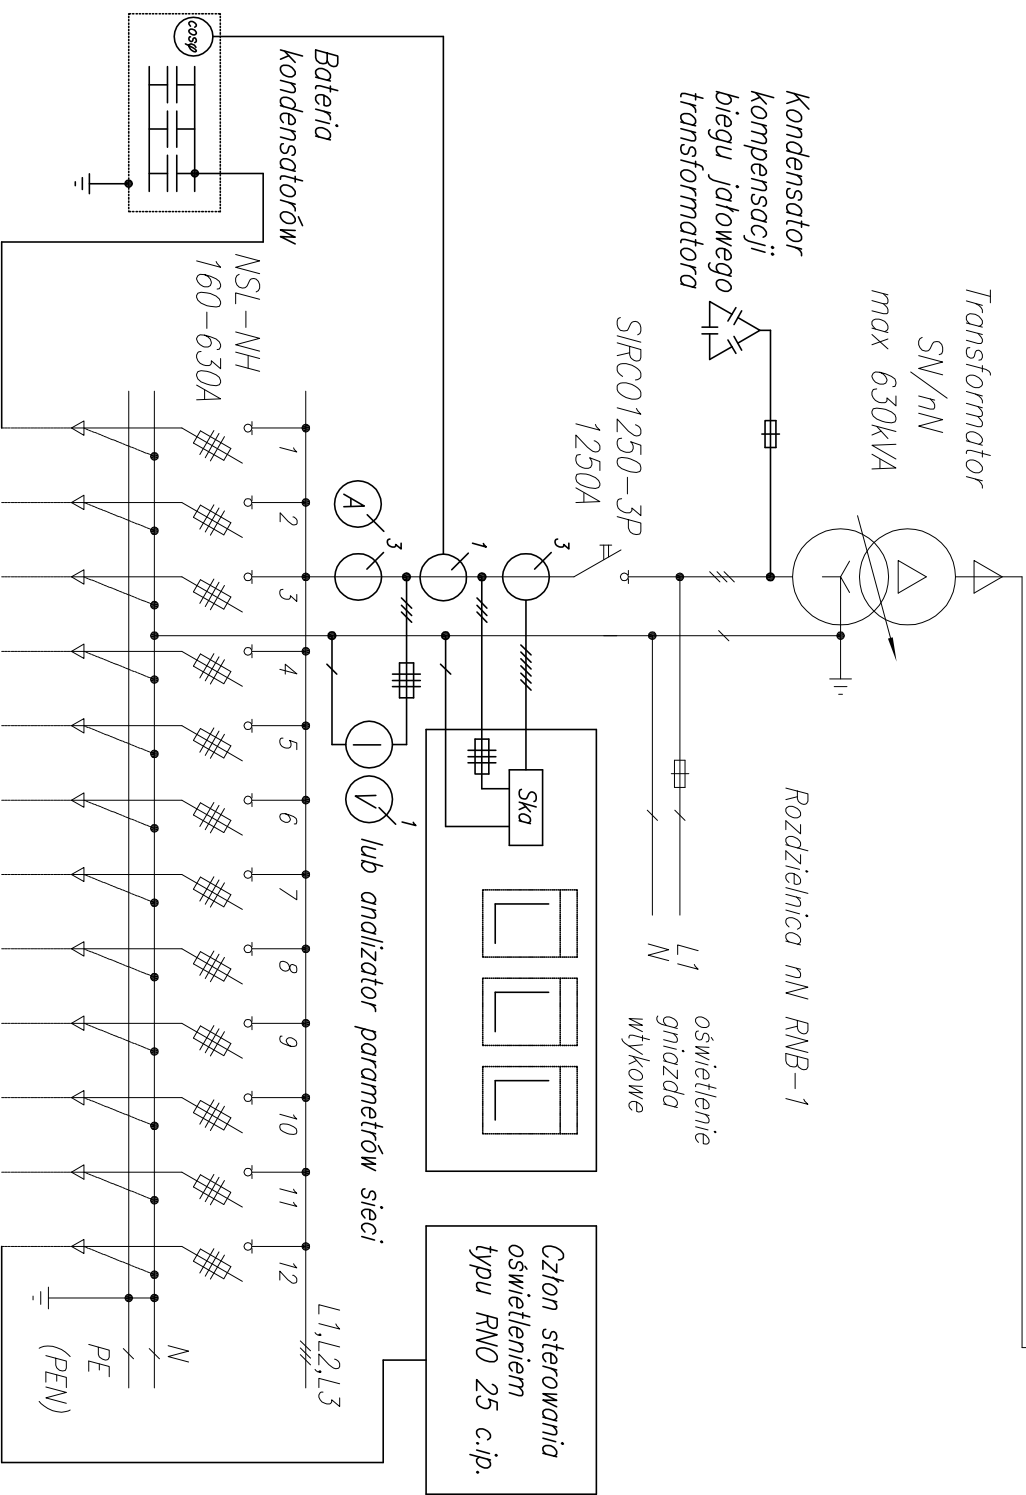 Transformator
SN/nN
max 630kVA
Kondensator
kompensacji
biegu jałowego
transformatora
Rozdzielnica nN RNB-1
SIRCO1250-3P
1250A
L1
N
oświetlenie
gniazda
wtykowe
Człon sterowania
oświetleniem
typu RNO 25 c.ip.
Ska
3
1
3
A
V
1
lub analizator parametrów sieci
cosφ
Bateria
kondensatorów
NSL-NH
160-630A
L1,L2,L3
1
2
3
4
5
6
7
8
9
10
11
12
N
PE
(PEN)